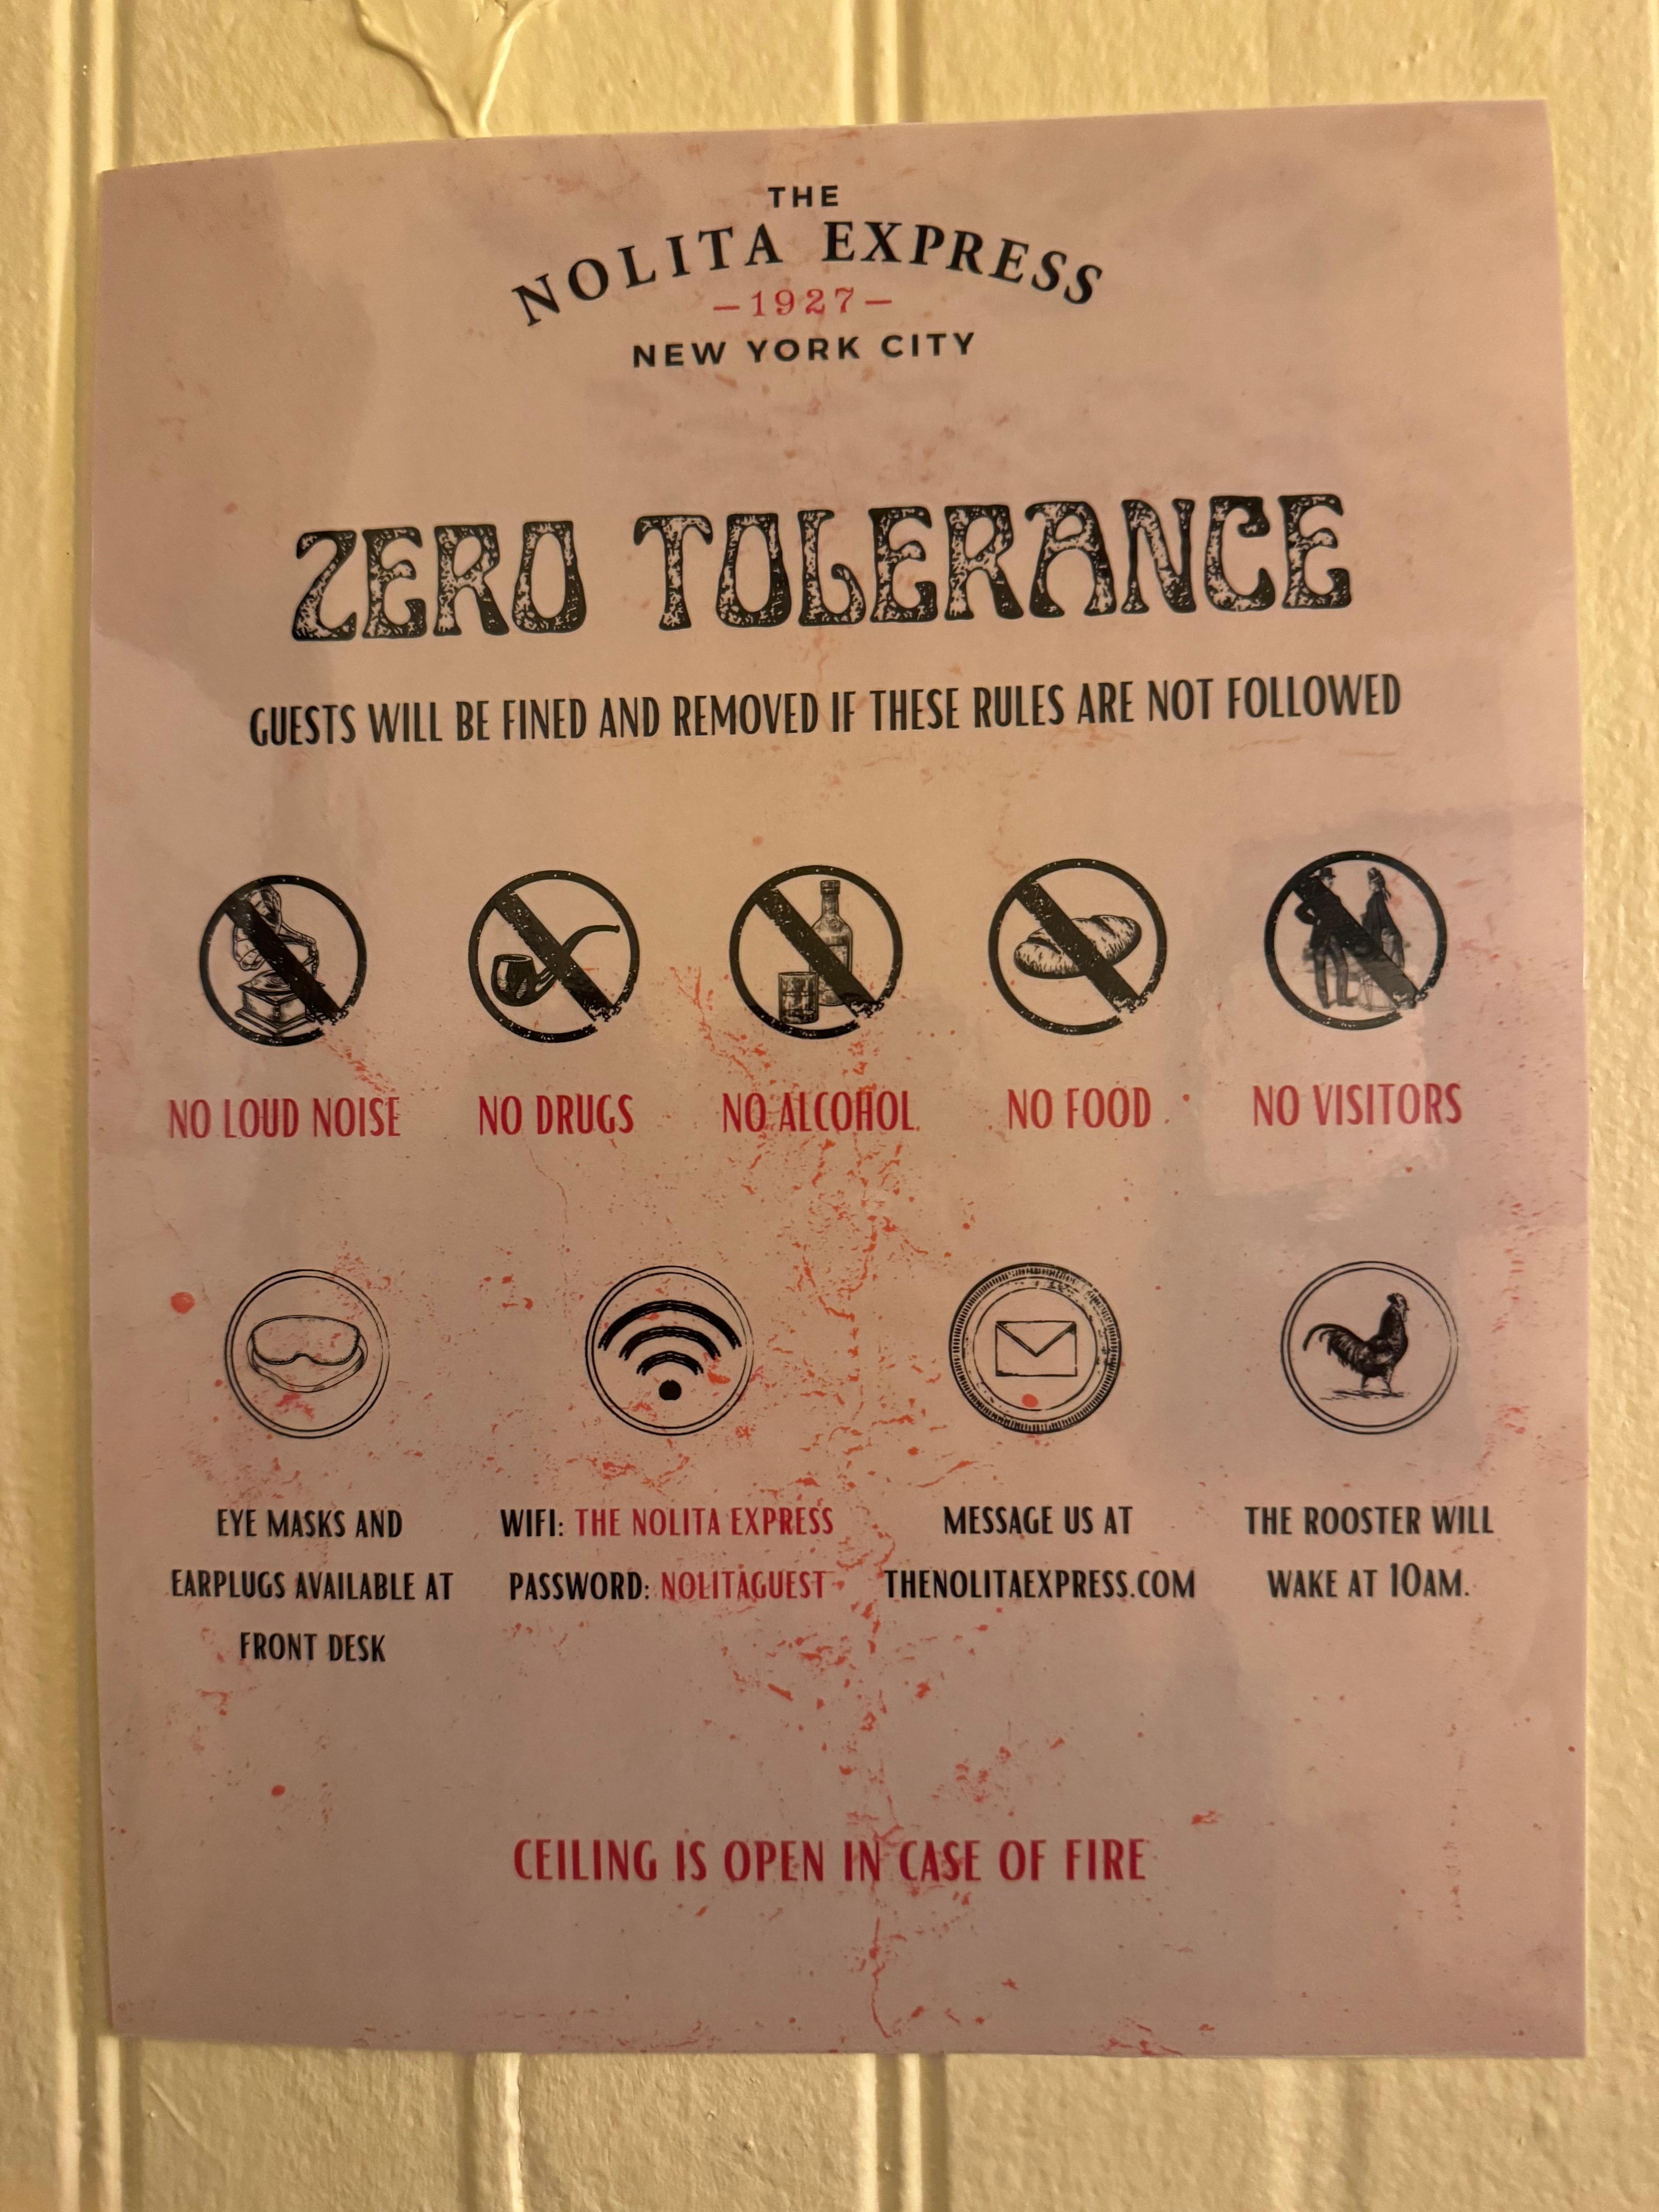 THE
NOLITA EXPRESS
-1927-
NEW YORK CITY
ZERO TOLERANCE
GUESTS WILL BE FINED AND REMOVED IF THESE RULES ARE NOT FOLLOWED
NO LOUD NOISE
NO DRUGS
NO ALCOHOL
NO FOOD
NO VISITORS
EYE MASKS AND
EARPLUGS AVAILABLE AT
FRONT DESK
WIFI: THE NOLITA EXPRESS
PASSWORD: NOLITAGUEST
MESSAGE US AT
THENOLITAEXPRESS.COM
THE ROOSTER WILL
WAKE AT 10AM.
CEILING IS OPEN IN CASE OF FIRE